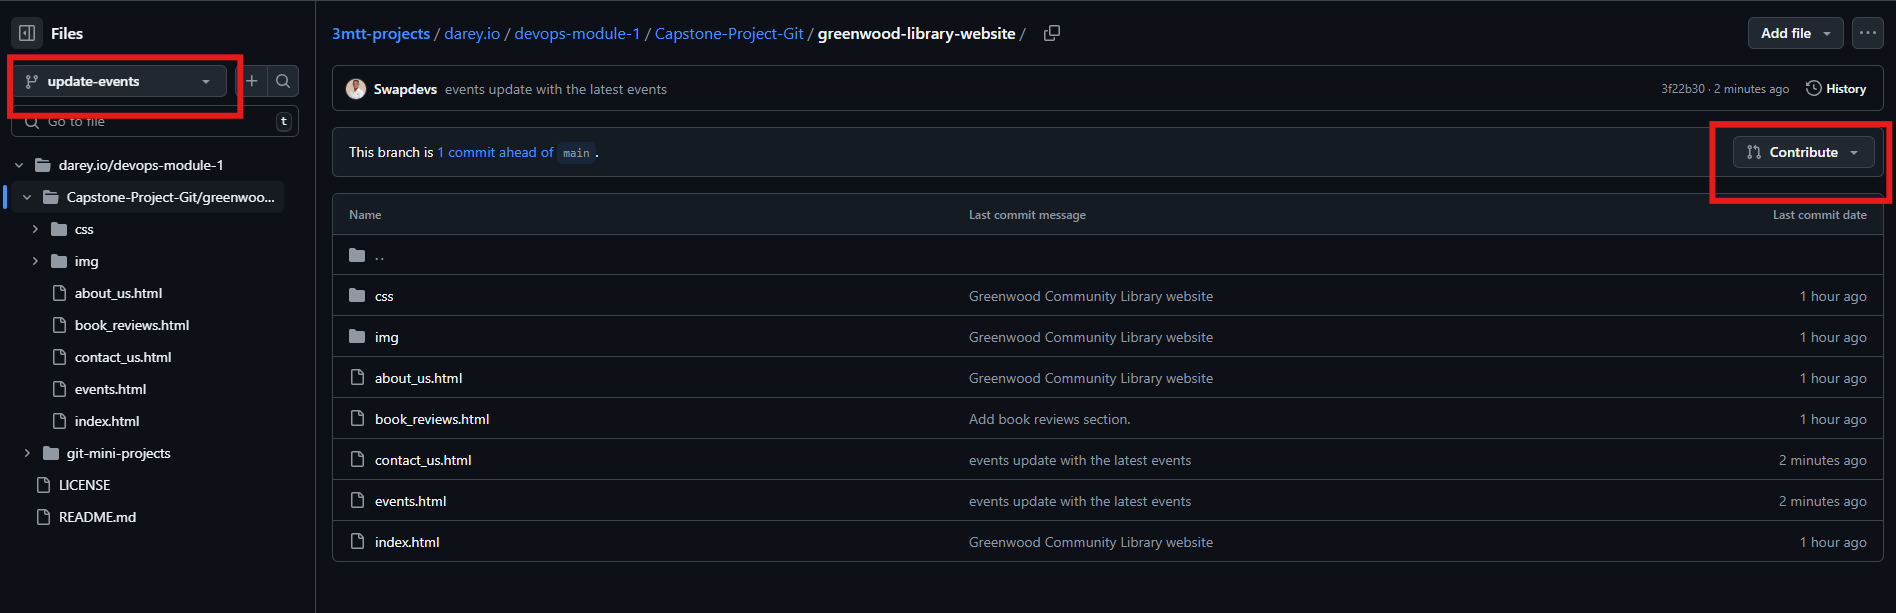 Files
update-events
Go to file
t
darey.io/devops-module-1
Capstone-Project-Git/greenwoo...
css
img
about_us.html
book_reviews.html
contact_us.html
events.html
index.html
git-mini-projects
LICENSE
README.md
3mtt-projects / darey.io / devops-module-1 / Capstone-Project-Git / greenwood-library-website /
Add file
Swapdevs events update with the latest events
3f22b30 · 2 minutes ago
History
This branch is 1 commit ahead of main .
Contribute
Name Last commit message Last commit date
..
css Greenwood Community Library website 1 hour ago
img Greenwood Community Library website 1 hour ago
about_us.html Greenwood Community Library website 1 hour ago
book_reviews.html Add book reviews section. 1 hour ago
contact_us.html events update with the latest events 2 minutes ago
events.html events update with the latest events 2 minutes ago
index.html Greenwood Community Library website 1 hour ago